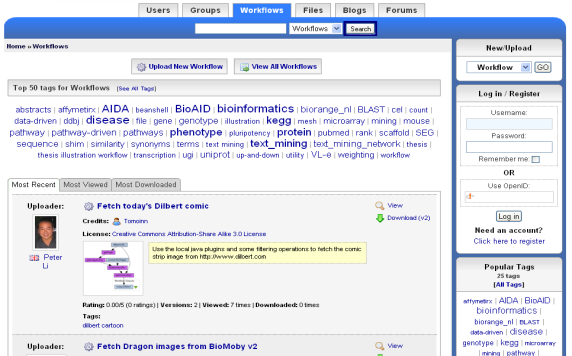 Users Groups Workflows Files Blogs Forums
Workflows Search
Home » Workflows
Upload New Workflow View All Workflows
Top 50 tags for Workflows [See All Tags]
abstracts | affymetrix | AIDA | beanshell | BioAID | bioinformatics | biorange_nl | BLAST | cel | count |
data-driven | ddbj | disease | file | gene | genotype | illustration | kegg | mesh | microarray | mining | mouse |
pathway | pathway-driven | pathways | phenotype | pluripotency | protein | pubmed | rank | scaffold | SEG |
sequence | shim | similarity | synonyms | terms | text mining | text_mining | text_mining_network | thesis |
thesis illustration workflow | transcription | ugi | uniprot | up-and-down | utility | VL-e | weighting | workflow
Most Recent Most Viewed Most Downloaded
Uploader:
Peter
Li
Fetch today's Dilbert comic
Credits: Tomoinn
License: Creative Commons Attribution-Share Alike 3.0 License
Use the local java plugins and some filtering operations to fetch the comic
strip image from http://www.dilbert.com
Rating: 0.00/5 (0 ratings) | Versions: 2 | Viewed: 7 times | Downloaded: 0 times
Tags:
dilbert cartoon
View
Download (v2)
Uploader:
Fetch Dragon images from BioMoby v2
View
New/Upload
Workflow GO
Log in / Register
Username:
Password:
Remember me:
OR
Use OpenID:
Log in
Need an account?
Click here to register
Popular Tags
25 tags
[All Tags]
affymetrix | AIDA | BioAID |
bioinformatics |
biorange_nl | BLAST |
data-driven | disease |
genotype | kegg | microarray
| mining | pathway |